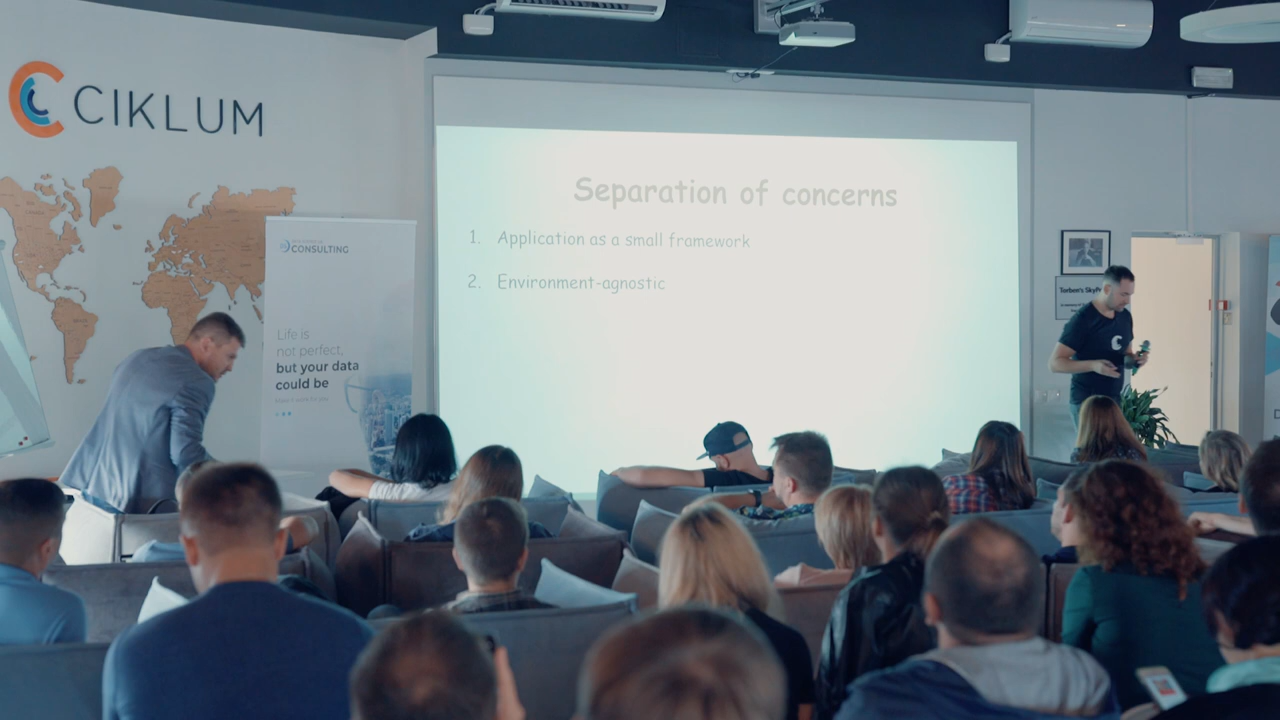 CIKLUM
CONSULTING
Life is
not perfect,
but your data
could be
Separation of concerns
1. Application as a small framework
2. Environment-agnostic
Torben's